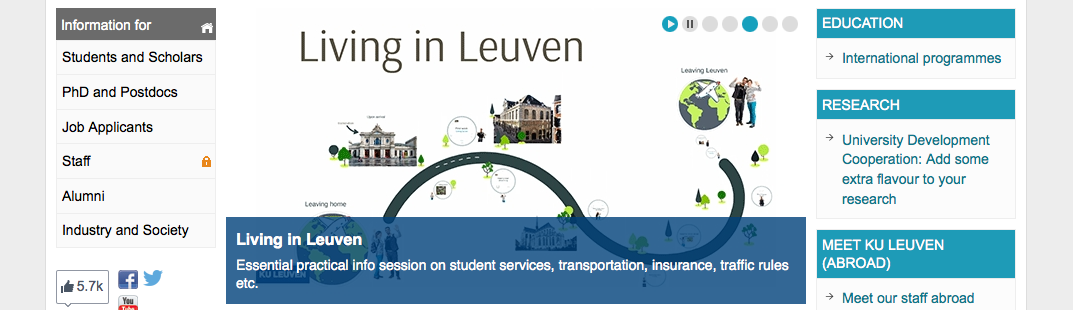 Information for
Students and Scholars
PhD and Postdocs
Job Applicants
Staff
Alumni
Industry and Society
5.7k
You
Living in Leuven
Leaving Leuven
Leaving home
KU LEUVEN
Living in Leuven
Essential practical info session on student services, transportation, insurance, traffic rules
etc.
EDUCATION
International programmes
RESEARCH
University Development
Cooperation: Add some
extra flavour to your
research
MEET KU LEUVEN
(ABROAD)
Meet our staff abroad